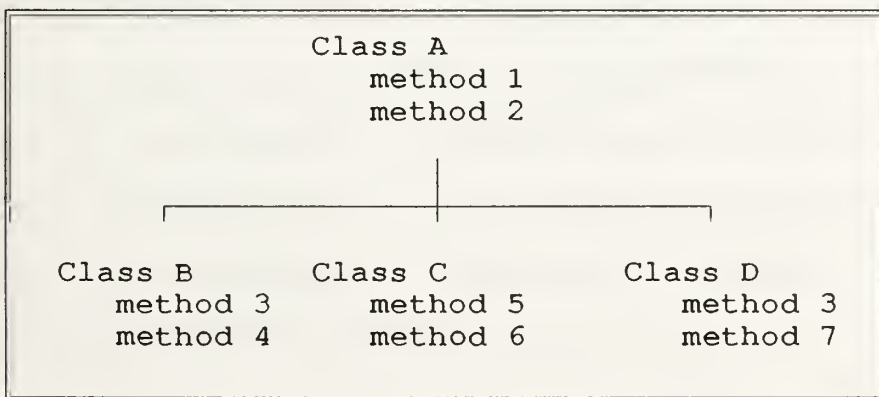 Class A
method 1
method 2
Class B
method 3
method 4
Class C
method 5
method 6
Class D
method 3
method 7